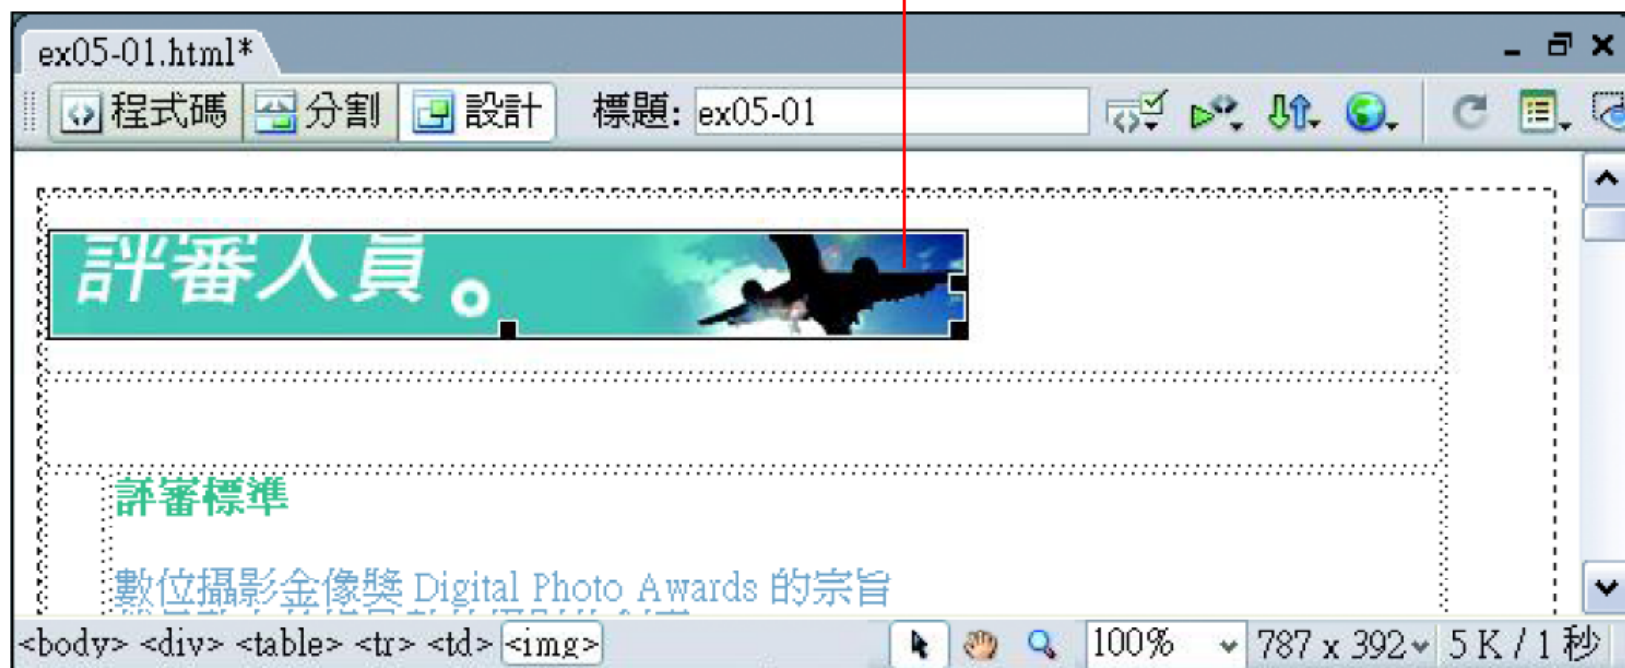 ex05-01.html*
程式碼 分割 設計 標題: ex05-01
評審人員。
評審標準
數位攝影金像獎 Digital Photo Awards 的宗旨
<body> <div> <table> <tr> <td> <img> 100% 787 x 392 5 K / 1 秒